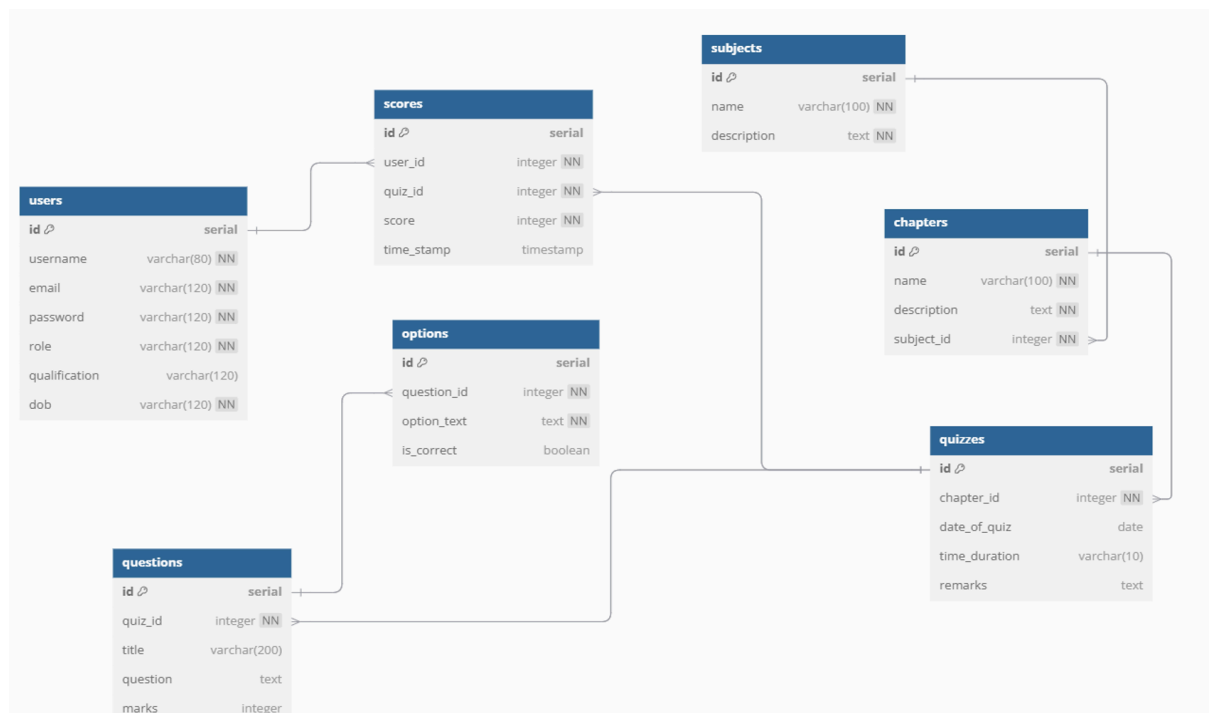 subjects
id serial
name varchar(100) NN
description text NN
scores
id serial
user_id integer NN
quiz_id integer NN
score integer NN
time_stamp timestamp
users
id serial
username varchar(80) NN
email varchar(120) NN
password varchar(120) NN
role varchar(120) NN
qualification varchar(120)
dob varchar(120) NN
chapters
id serial
name varchar(100) NN
description text NN
subject_id integer NN
options
id serial
question_id integer NN
option_text text NN
is_correct boolean
quizzes
id serial
chapter_id integer NN
date_of_quiz date
time_duration varchar(10)
remarks text
questions
id serial
quiz_id integer NN
title varchar(200)
question text
marks integer